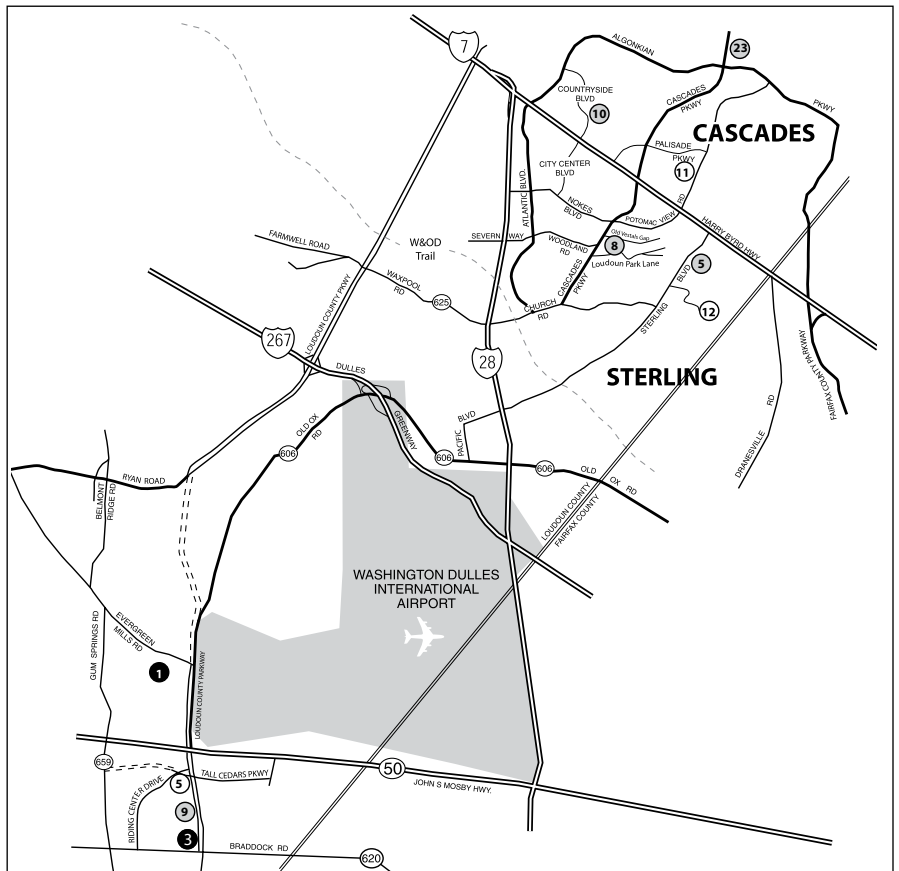 7
ALGONKIAN
23
COUNTRYSIDE
BLVD
10
CASCADES
PKWY
PKWY
CASCADES
PALISADE
PKWY
11
CITY CENTER
BLVD
ATLANTIC BLVD.
NOKES
BLVD
POTOMAC VIEW
RD
HARRY BYRD HWY
SEVERN WAY
WOODLAND
RD
Old Vestals Gap
8
Loudoun Park Lane
CASCADES
PKWY
5
BLVD
12
STERLING
FARMWELL ROAD
W&OD
Trail
WAXPOOL
RD
625
CHURCH
RD
LOUDOUN COUNTY PKWY
267
DULLES
28
STERLING
FAIRFAX COUNTY PARKWAY
DRANESVILLE
RD
GREENWAY
OLD OX
RD
606
BLVD
PACIFIC
606
606
OLD
OX RD
RYAN ROAD
BELMONT
RIDGE RD
LOUDOUN COUNTY
FAIRFAX COUNTY
WASHINGTON DULLES
INTERNATIONAL
AIRPORT
EVERGREEN
MILLS RD
GUM SPRINGS RD
1
LOUDOUN COUNTY PARKWAY
659
TALL CEDARS PKWY
50
JOHN S MOSBY HWY.
5
RIDING CENTER DRIVE
9
3
BRADDOCK RD
620